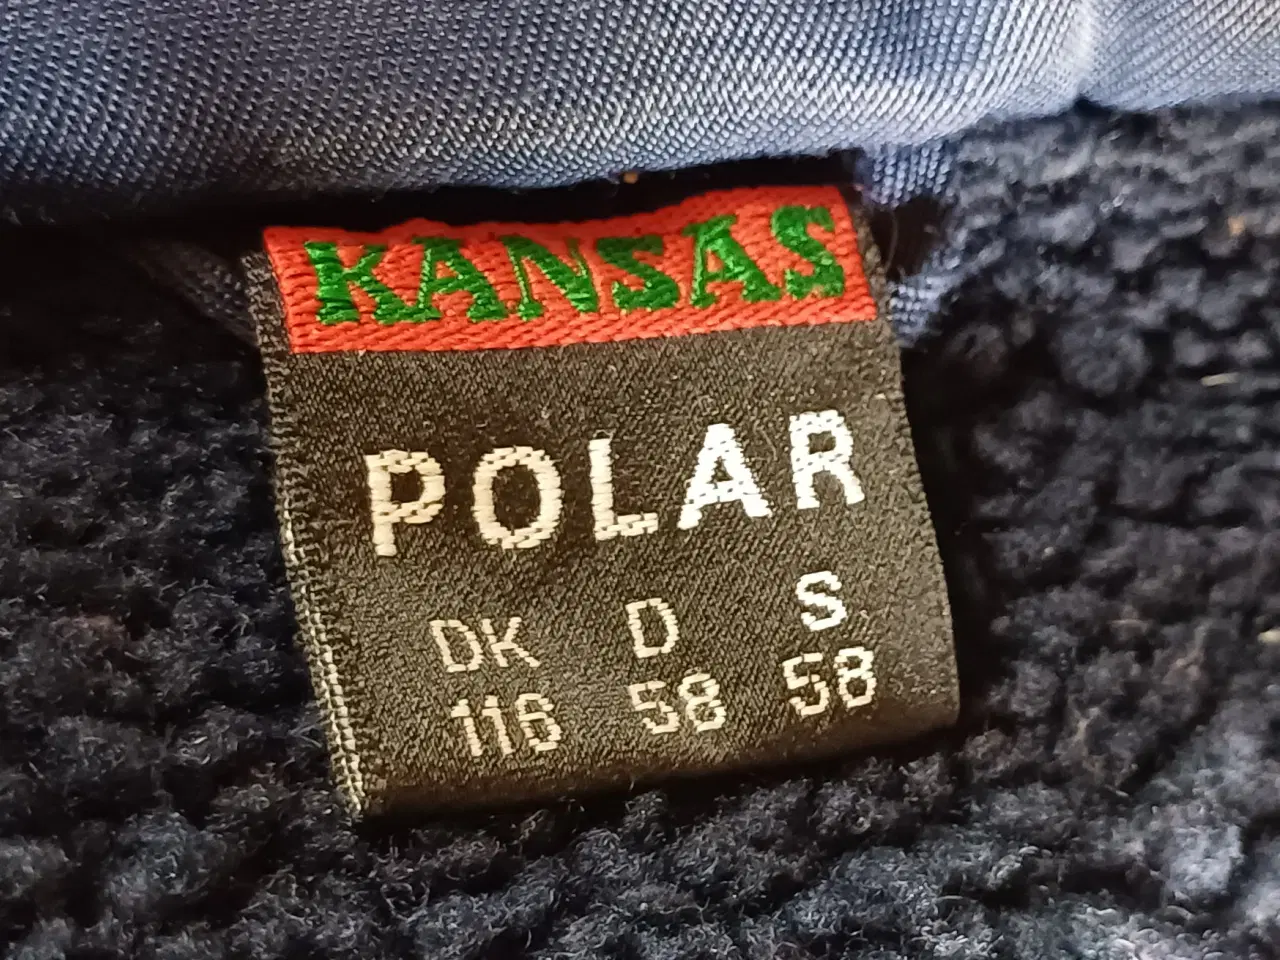 KANSAS
POLAR
DK D S
116 58 58